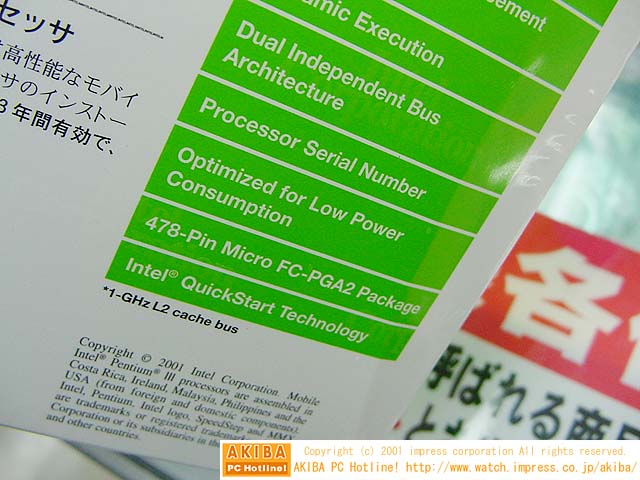 セッサ
高性能なモバイ
サのインストー
3年間有効で、
Execution
Dual Independent Bus
Architecture
Processor Serial Number
Optimized for Low Power
Consumption
478-Pin Micro FC-PGA2 Package
Intel® QuickStart Technology
*1-GHz L2 cache bus
Copyright © 2001 Intel Corporation. Mobile
Intel® Pentium® III processors are assembled in
Costa Rica, Ireland, Malaysia, Philippines and the
USA (from foreign and domestic components).
Intel, Pentium, Intel logo, SpeedStep and MMX
are trademarks or registered
Corporation or its subsidiaries in the
and other countries.
各
呼ばれる商
AKIBA
PC Hotline!
Copyright (c) 2001 impress corporation All rights reserved.
AKIBA PC Hotline! http://www.watch.impress.co.jp/akiba/